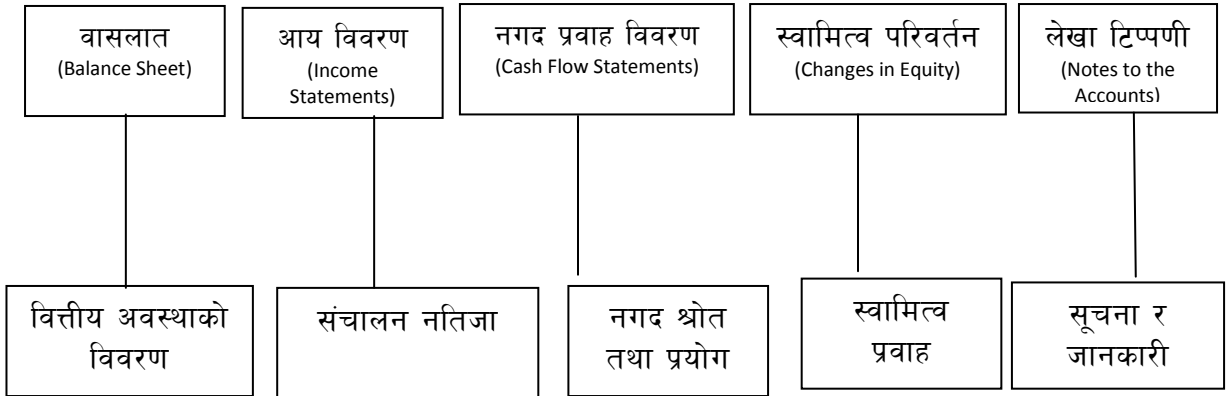 वासलात
(Balance Sheet)
आय विवरण
(Income
Statements)
नगद प्रवाह विवरण
(Cash Flow Statements)
स्वामित्व परिवर्तन
(Changes in Equity)
लेखा टिप्पणी
(Notes to the
Accounts)
वित्तीय अवस्थाको
विवरण
संचालन नतिजा
नगद श्रोत
तथा प्रयोग
स्वामित्व
प्रवाह
सूचना र
जानकारी